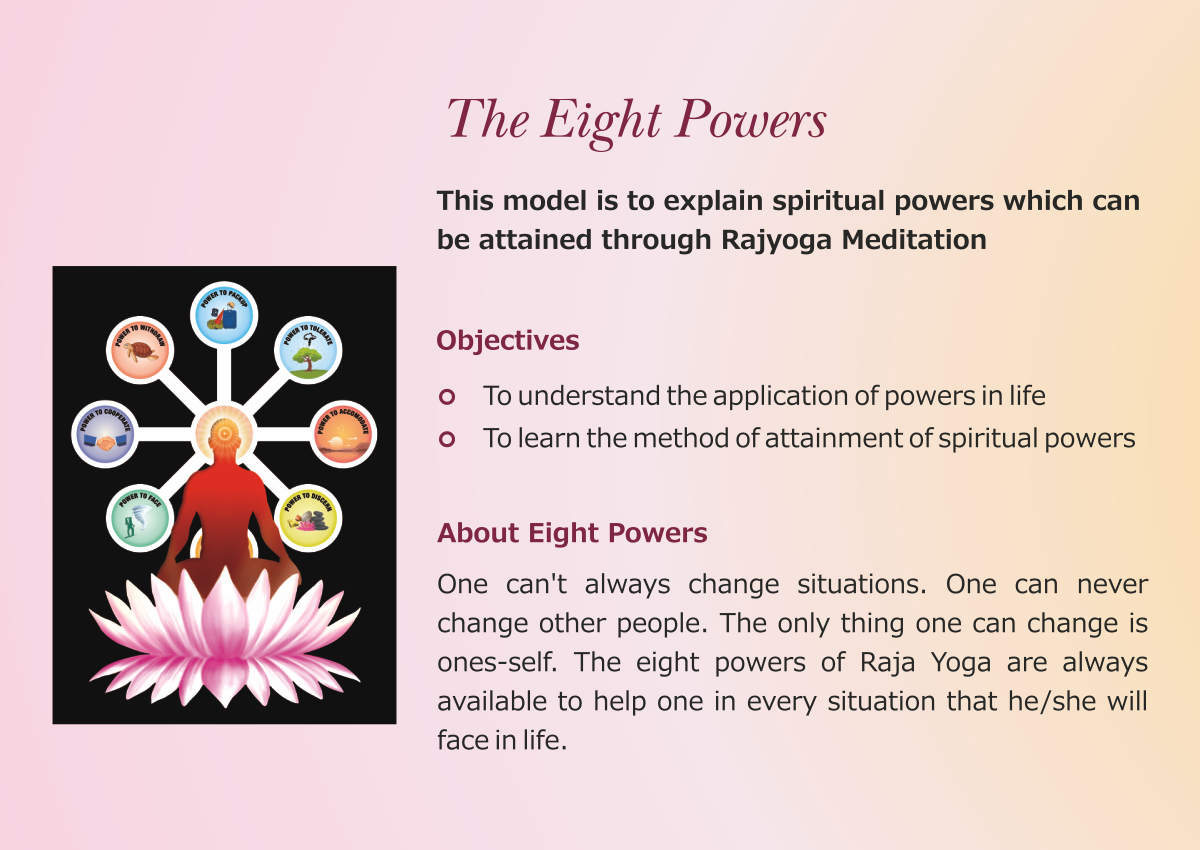 The Eight Powers
This model is to explain spiritual powers which can
be attained through Rajyoga Meditation
POWER TO PACKUP
POWER TO WITHDRAW
POWER TO TOLERATE
POWER TO COOPERATE
POWER TO ACCOMODATE
POWER TO FACE
POWER TO DISCERN
Objectives
To understand the application of powers in life
To learn the method of attainment of spiritual powers
About Eight Powers
One can't always change situations. One can never
change other people. The only thing one can change is
ones-self. The eight powers of Raja Yoga are always
available to help one in every situation that he/she will
face in life.